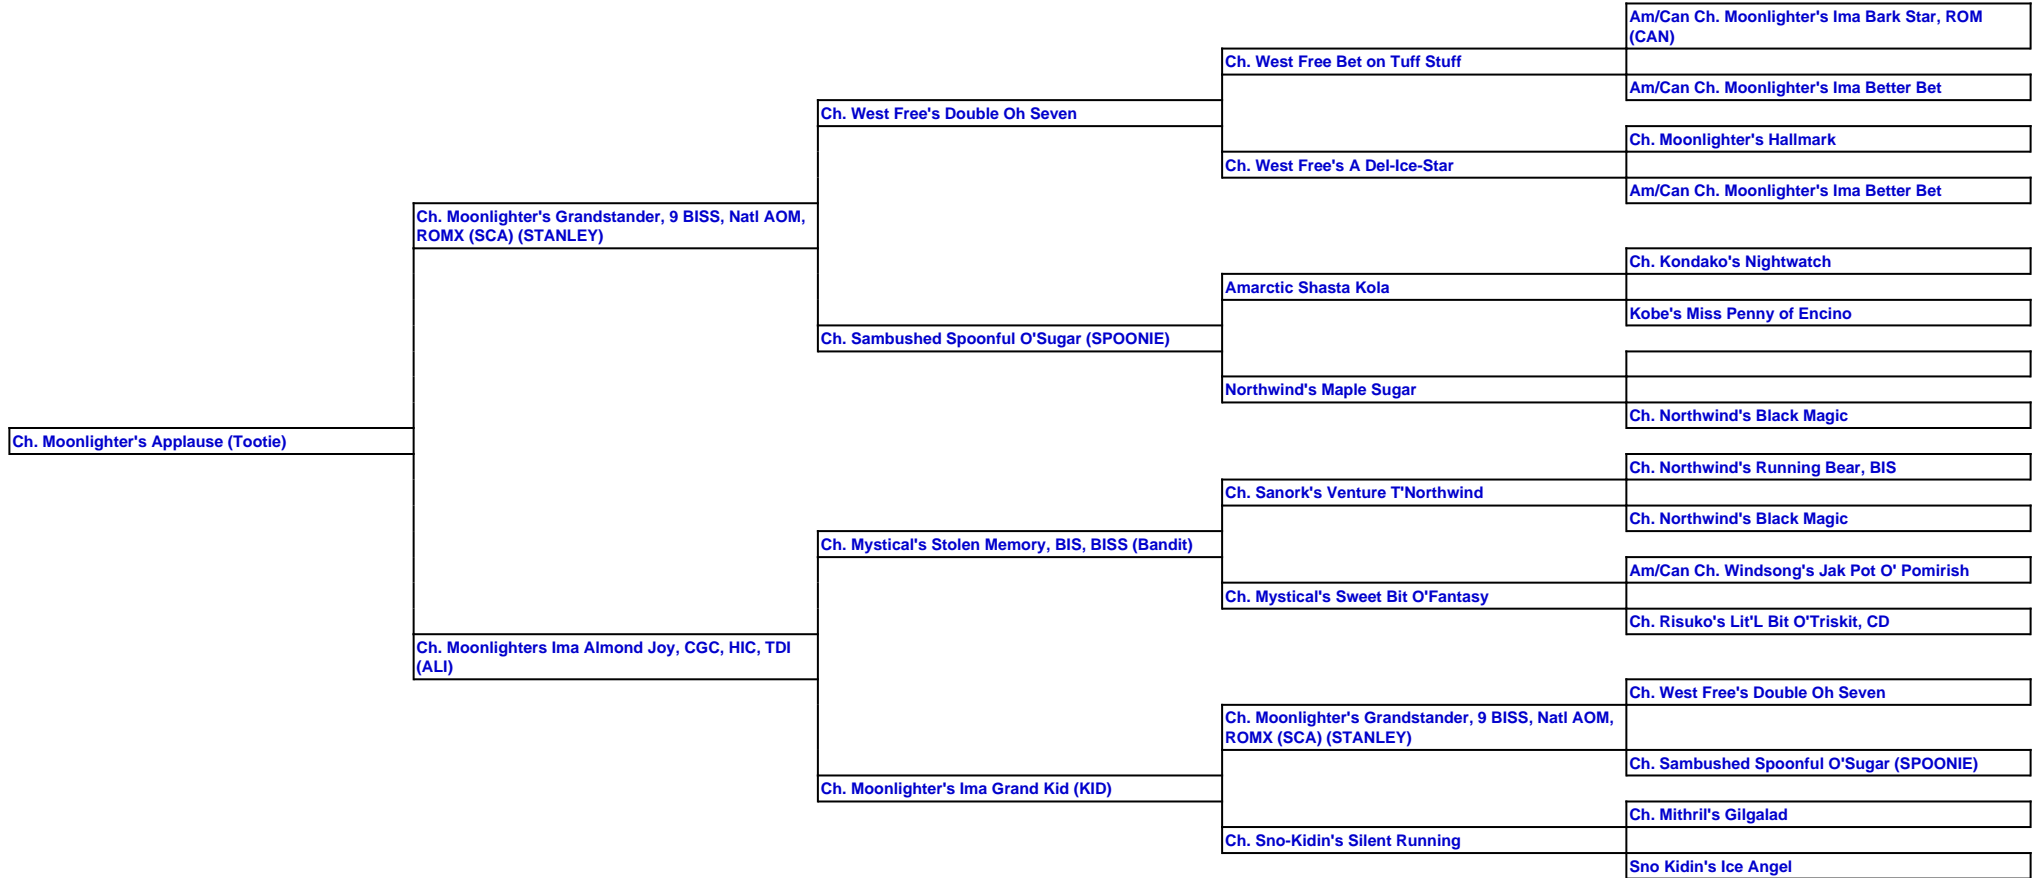 Am/Can Ch. Moonlighter's Ima Bark Star, ROM
(CAN)
Ch. West Free Bet on Tuff Stuff
Am/Can Ch. Moonlighter's Ima Better Bet
Ch. West Free's Double Oh Seven
Ch. Moonlighter's Hallmark
Ch. West Free's A Del-Ice-Star
Am/Can Ch. Moonlighter's Ima Better Bet
Ch. Moonlighter's Grandstander, 9 BISS, Natl AOM,
ROMX (SCA) (STANLEY)
Ch. Kondako's Nightwatch
Amarctic Shasta Kola
Kobe's Miss Penny of Encino
Ch. Sambushed Spoonful O'Sugar (SPOONIE)
Northwind's Maple Sugar
Ch. Northwind's Black Magic
Ch. Moonlighter's Applause (Tootie)
Ch. Northwind's Running Bear, BIS
Ch. Sanork's Venture T'Northwind
Ch. Northwind's Black Magic
Ch. Mystical's Stolen Memory, BIS, BISS (Bandit)
Am/Can Ch. Windsong's Jak Pot O' Pomirish
Ch. Mystical's Sweet Bit O'Fantasy
Ch. Risuko's Lit'L Bit O'Triskit, CD
Ch. Moonlighters Ima Almond Joy, CGC, HIC, TDI
(ALI)
Ch. West Free's Double Oh Seven
Ch. Moonlighter's Grandstander, 9 BISS, Natl AOM,
ROMX (SCA) (STANLEY)
Ch. Sambushed Spoonful O'Sugar (SPOONIE)
Ch. Moonlighter's Ima Grand Kid (KID)
Ch. Mithril's Gilgalad
Ch. Sno-Kidin's Silent Running
Sno Kidin's Ice Angel